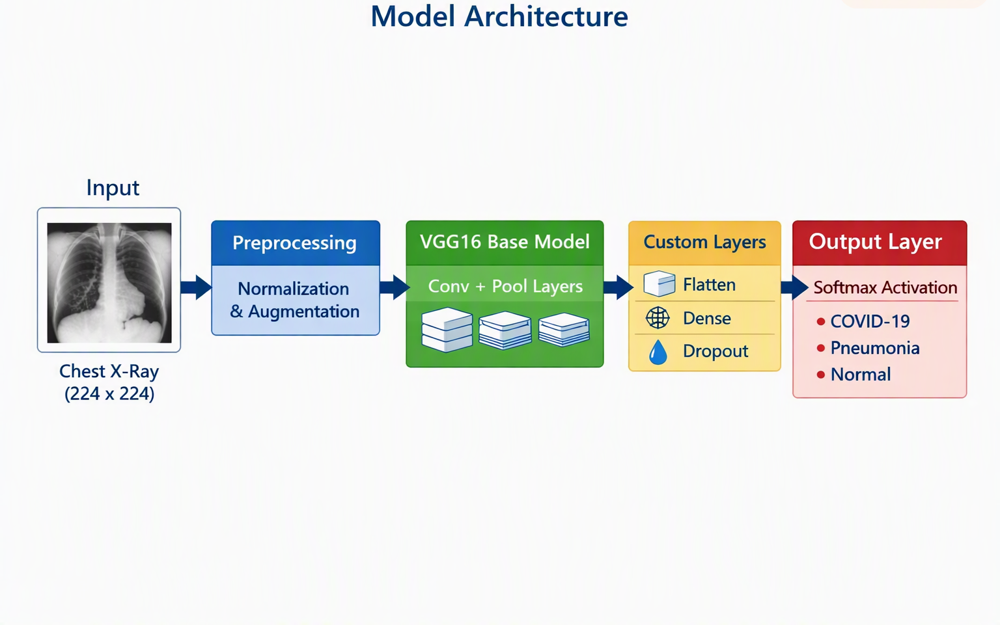 Model Architecture
Input
Chest X-Ray
(224 x 224)
Preprocessing
Normalization
& Augmentation
VGG16 Base Model
Conv + Pool Layers
Custom Layers
Flatten
Dense
Dropout
Output Layer
Softmax Activation
• COVID-19
• Pneumonia
• Normal